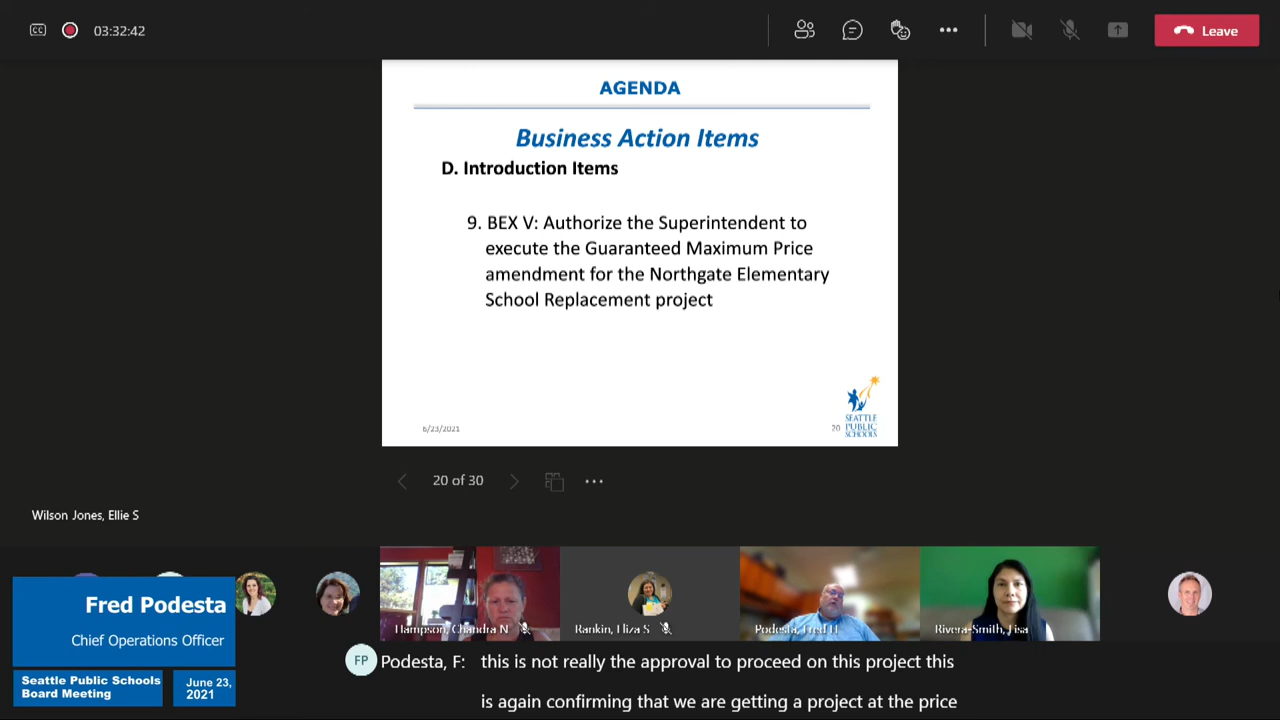 CC
03:32:42
Leave
AGENDA
Business Action Items
D. Introduction Items
9. BEX V: Authorize the Superintendent to
execute the Guaranteed Maximum Price
amendment for the Northgate Elementary
School Replacement project
6/23/2021
20
SEATTLE
PUBLIC
SCHOOLS
20 of 30
Wilson Jones, Ellie S
Hampson, Chandra N
Rankin, Eliza S
Podesta, Fred H
Rivera-Smith, Lisa
Fred Podesta
Chief Operations Officer
Seattle Public Schools
Board Meeting
June 23,
2021
FP
Podesta, F: this is not really the approval to proceed on this project this
is again confirming that we are getting a project at the price